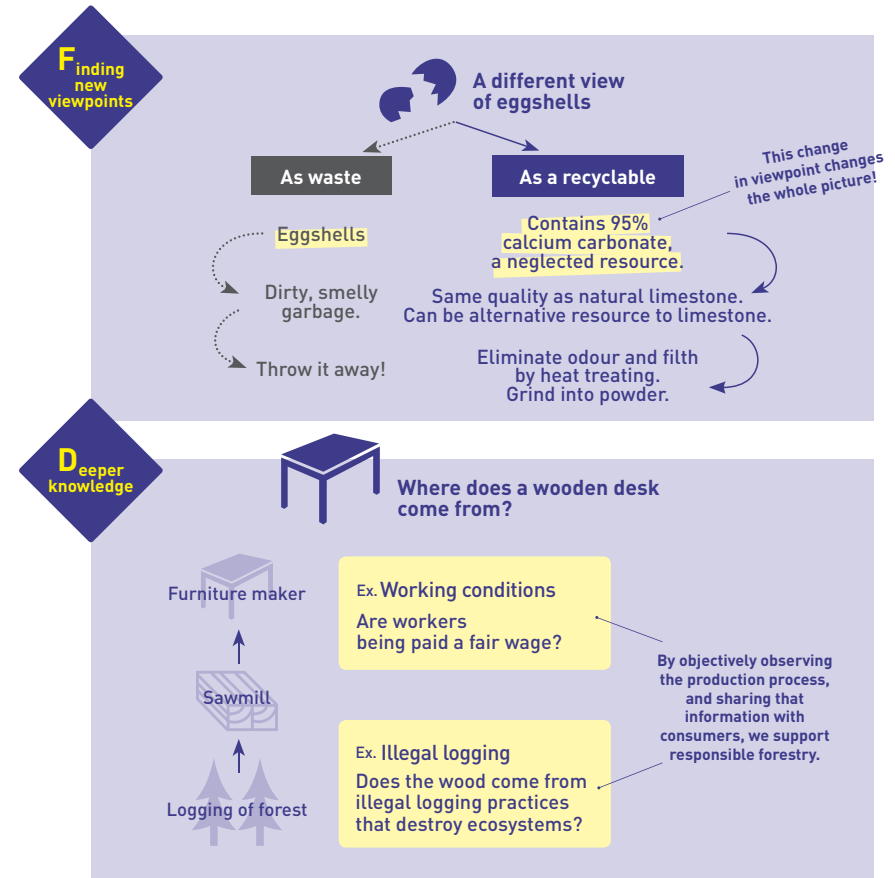 Finding
new
viewpoints
A different view
of eggshells
As waste
As a recyclable
This change
in viewpoint changes
the whole picture!
Eggshells
Dirty, smelly
garbage.
Throw it away!
Contains 95%
calcium carbonate,
a neglected resource.
Same quality as natural limestone.
Can be alternative resource to limestone.
Eliminate odour and filth
by heat treating.
Grind into powder.
Deeper
knowledge
Where does a wooden desk
come from?
Furniture maker
Sawmill
Logging of forest
Ex. Working conditions
Are workers
being paid a fair wage?
Ex. Illegal logging
Does the wood come from
illegal logging practices
that destroy ecosystems?
By objectively observing
the production process,
and sharing that
information with
consumers, we support
responsible forestry.